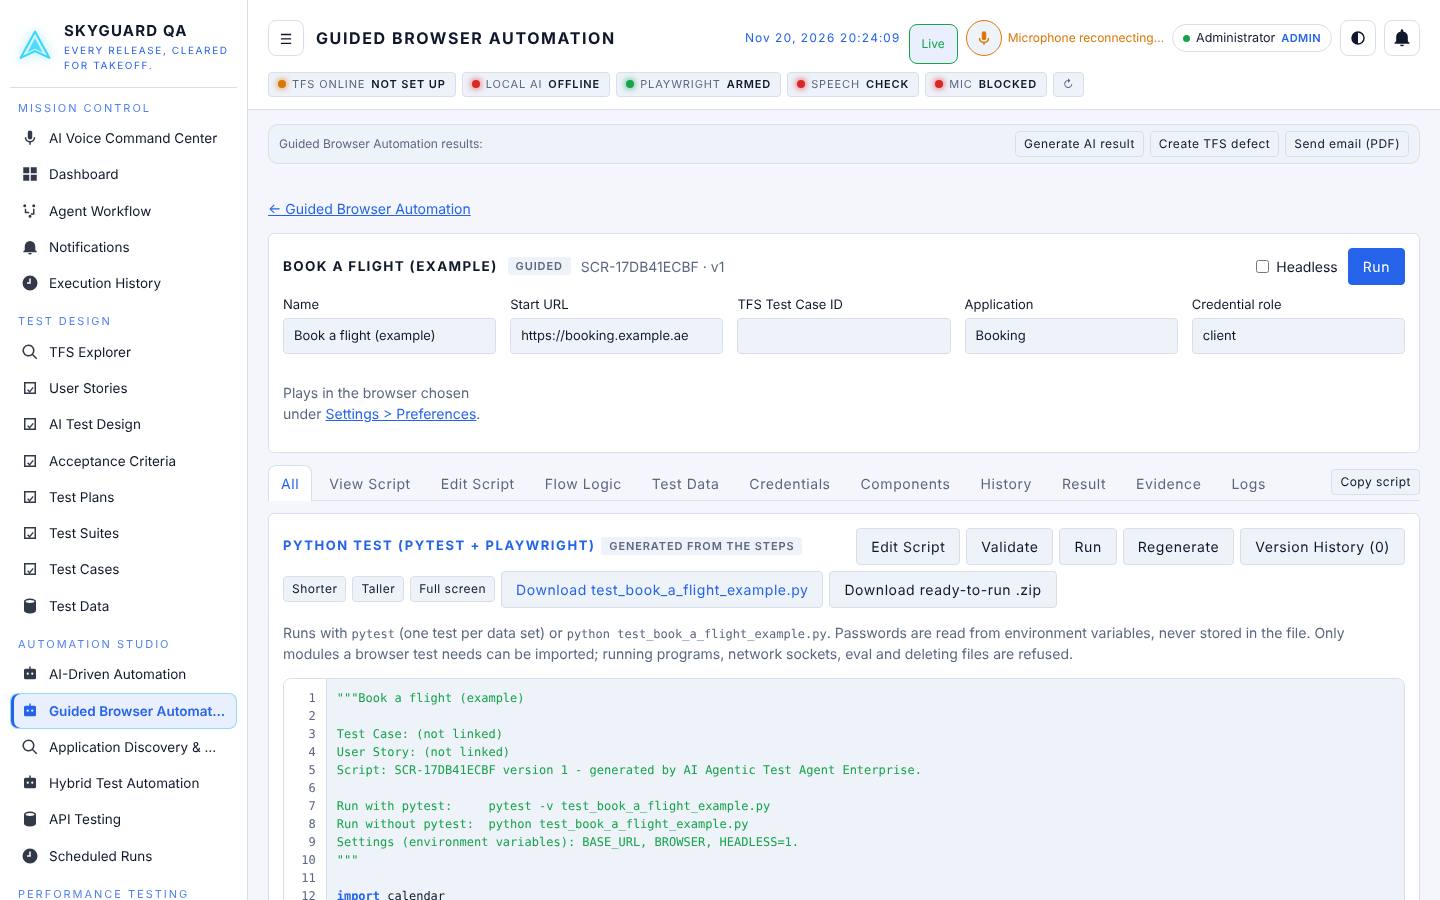 SKYGUARD QA
EVERY RELEASE, CLEARED
FOR TAKEOFF.
MISSION CONTROL
AI Voice Command Center
Dashboard
Agent Workflow
Notifications
Execution History
TEST DESIGN
TFS Explorer
User Stories
AI Test Design
Acceptance Criteria
Test Plans
Test Suites
Test Cases
Test Data
AUTOMATION STUDIO
AI-Driven Automation
Guided Browser Automat...
Application Discovery & ...
Hybrid Test Automation
API Testing
Scheduled Runs
PERFORMANCE TESTING
GUIDED BROWSER AUTOMATION
Nov 20, 2026 20:24:09 Live Microphone reconnecting... Administrator ADMIN
TFS ONLINE NOT SET UP LOCAL AI OFFLINE PLAYWRIGHT ARMED SPEECH CHECK MIC BLOCKED
Guided Browser Automation results: Generate AI result Create TFS defect Send email (PDF)
← Guided Browser Automation
BOOK A FLIGHT (EXAMPLE) GUIDED SCR-17DB41ECBF · v1 Headless Run
Name Start URL TFS Test Case ID Application Credential role
Book a flight (example) https://booking.example.ae Booking client
Plays in the browser chosen
under Settings > Preferences.
All View Script Edit Script Flow Logic Test Data Credentials Components History Result Evidence Logs Copy script
PYTHON TEST (PYTEST + PLAYWRIGHT) GENERATED FROM THE STEPS Edit Script Validate Run Regenerate Version History (0)
Shorter Taller Full screen Download test_book_a_flight_example.py Download ready-to-run .zip
Runs with pytest (one test per data set) or python test_book_a_flight_example.py. Passwords are read from environment variables, never stored in the file. Only
modules a browser test needs can be imported; running programs, network sockets, eval and deleting files are refused.
1 """Book a flight (example)
2
3 Test Case: (not linked)
4 User Story: (not linked)
5 Script: SCR-17DB41ECBF version 1 - generated by AI Agentic Test Agent Enterprise.
6
7 Run with pytest:     pytest -v test_book_a_flight_example.py
8 Run without pytest:  python test_book_a_flight_example.py
9 Settings (environment variables): BASE_URL, BROWSER, HEADLESS=1.
10 """
11
12 import calendar